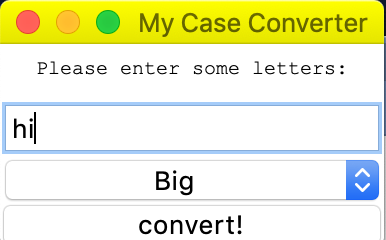 My Case Converter
Please enter some letters:
hi
Big
convert!